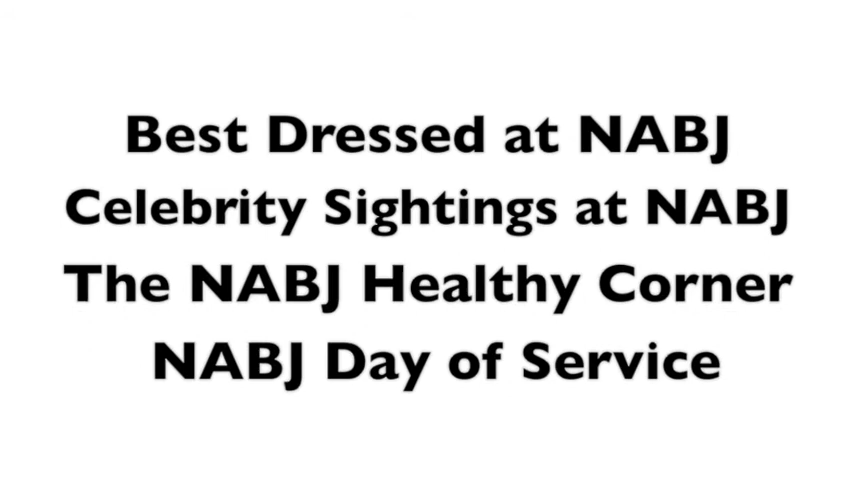 Best Dressed at NABJ
Celebrity Sightings at NABJ
The NABJ Healthy Corner
NABJ Day of Service